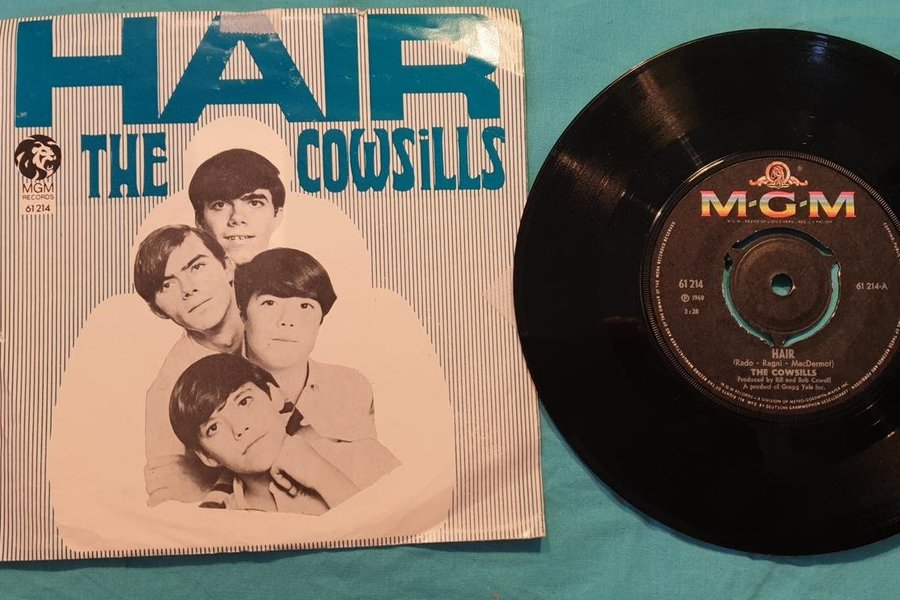 HAIR
THE COWSiLLS
MGM
RECORDS
61 214
M-G-M
61 214
℗ 1969
3:28
61 214-A
HAIR
(Rado - Ragni - MacDermot)
THE COWSILLS
Produced by Bill and Bob Cowsill
A product of Gregg Yale Inc.